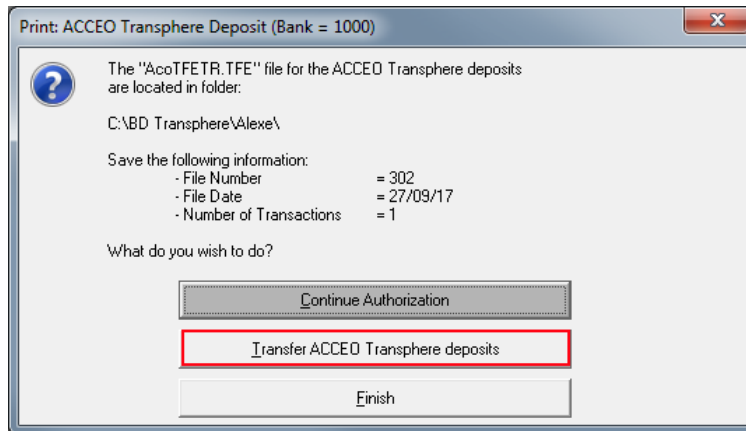 Print: ACCEO Transphere Deposit (Bank = 1000)
The "AcoTFETR.TFE" file for the ACCEO Transphere deposits
are located in folder:
C:\BD Transphere\Alexe\
Save the following information:
- File Number = 302
- File Date = 27/09/17
- Number of Transactions = 1
What do you wish to do?
Continue Authorization
Transfer ACCEO Transphere deposits
Finish